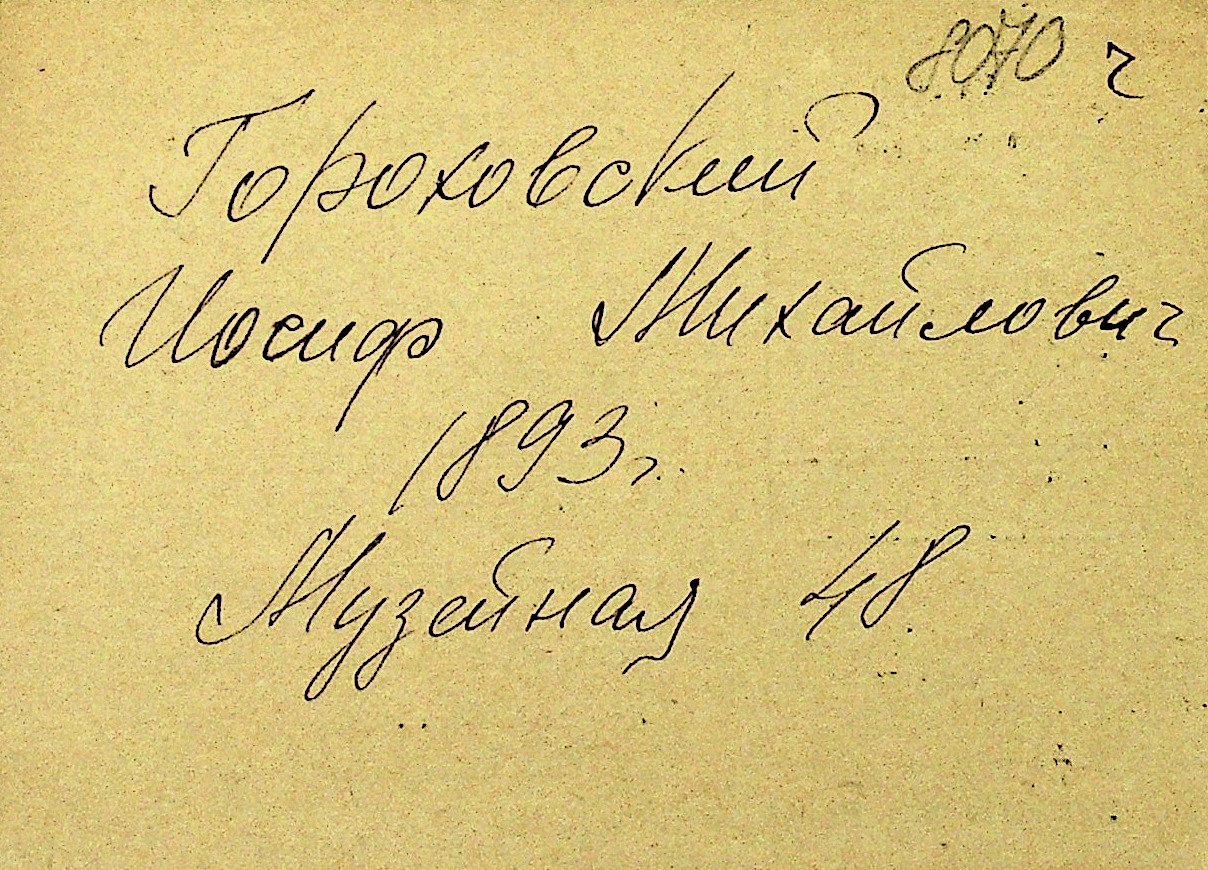 8070 ч
Гороховский
Иосиф Михайлович
1893 г.
Музейная 48